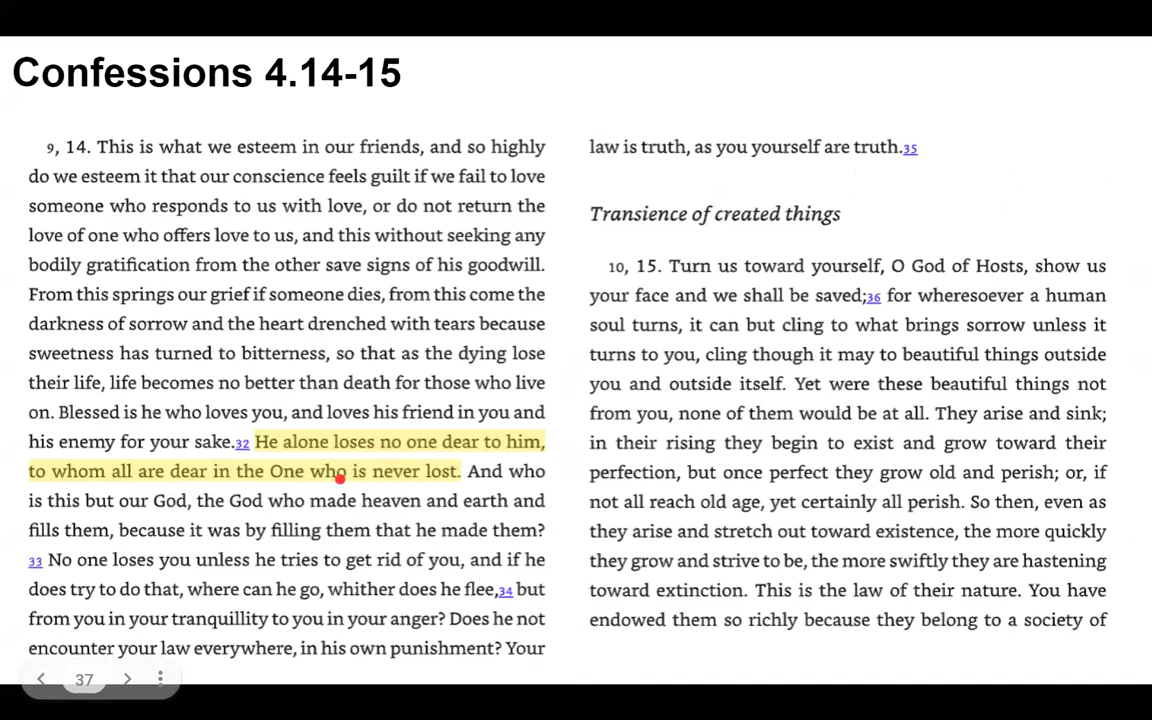 Confessions 4.14-15
9, 14. This is what we esteem in our friends, and so highly
do we esteem it that our conscience feels guilt if we fail to love
someone who responds to us with love, or do not return the
love of one who offers love to us, and this without seeking any
bodily gratification from the other save signs of his goodwill.
From this springs our grief if someone dies, from this come the
darkness of sorrow and the heart drenched with tears because
sweetness has turned to bitterness, so that as the dying lose
their life, life becomes no better than death for those who live
on. Blessed is he who loves you, and loves his friend in you and
his enemy for your sake.32 He alone loses no one dear to him,
to whom all are dear in the One who is never lost. And who
is this but our God, the God who made heaven and earth and
fills them, because it was by filling them that he made them?
33 No one loses you unless he tries to get rid of you, and if he
does try to do that, where can he go, whither does he flee,34 but
from you in your tranquillity to you in your anger? Does he not
encounter your law everywhere, in his own punishment? Your
law is truth, as you yourself are truth.35
Transience of created things
10, 15. Turn us toward yourself, O God of Hosts, show us
your face and we shall be saved;36 for wheresoever a human
soul turns, it can but cling to what brings sorrow unless it
turns to you, cling though it may to beautiful things outside
you and outside itself. Yet were these beautiful things not
from you, none of them would be at all. They arise and sink;
in their rising they begin to exist and grow toward their
perfection, but once perfect they grow old and perish; or, if
not all reach old age, yet certainly all perish. So then, even as
they arise and stretch out toward existence, the more quickly
they grow and strive to be, the more swiftly they are hastening
toward extinction. This is the law of their nature. You have
endowed them so richly because they belong to a society of
37